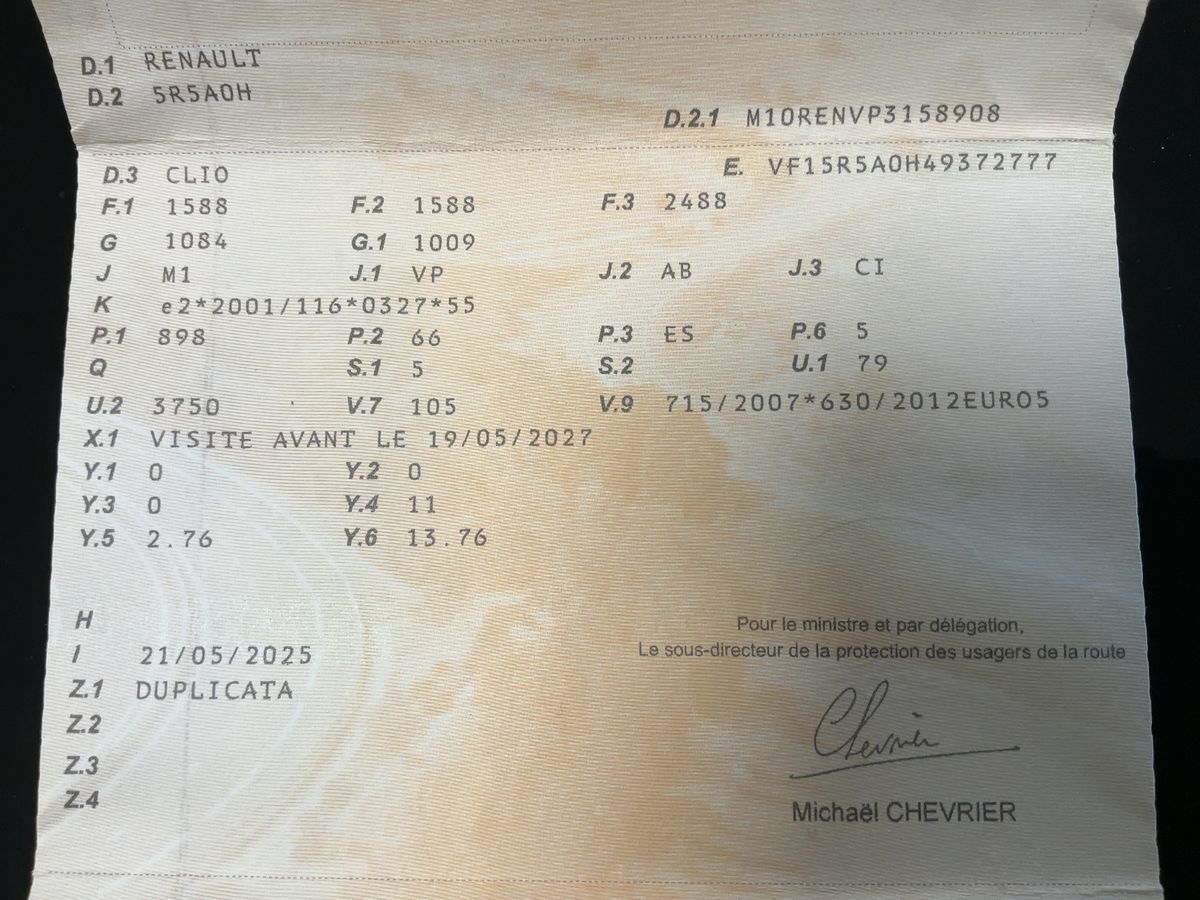 D.1 RENAULT
D.2 5R5A0H
D.2.1 M10RENVP3158908
D.3 CLIO E. VF15R5A0H49372777
F.1 1588 F.2 1588 F.3 2488
G 1084 G.1 1009
J M1 J.1 VP J.2 AB J.3 CI
K e2*2001/116*0327*55
P.1 898 P.2 66 P.3 ES P.6 5
Q S.1 5 S.2 U.1 79
U.2 3750 V.7 105 V.9 715/2007*630/2012EURO5
X.1 VISITE AVANT LE 19/05/2027
Y.1 0 Y.2 0
Y.3 0 Y.4 11
Y.5 2.76 Y.6 13.76
H
I 21/05/2025
Z.1 DUPLICATA
Z.2
Z.3
Z.4
Pour le ministre et par délégation,
Le sous-directeur de la protection des usagers de la route
Chevrier
Michaël CHEVRIER